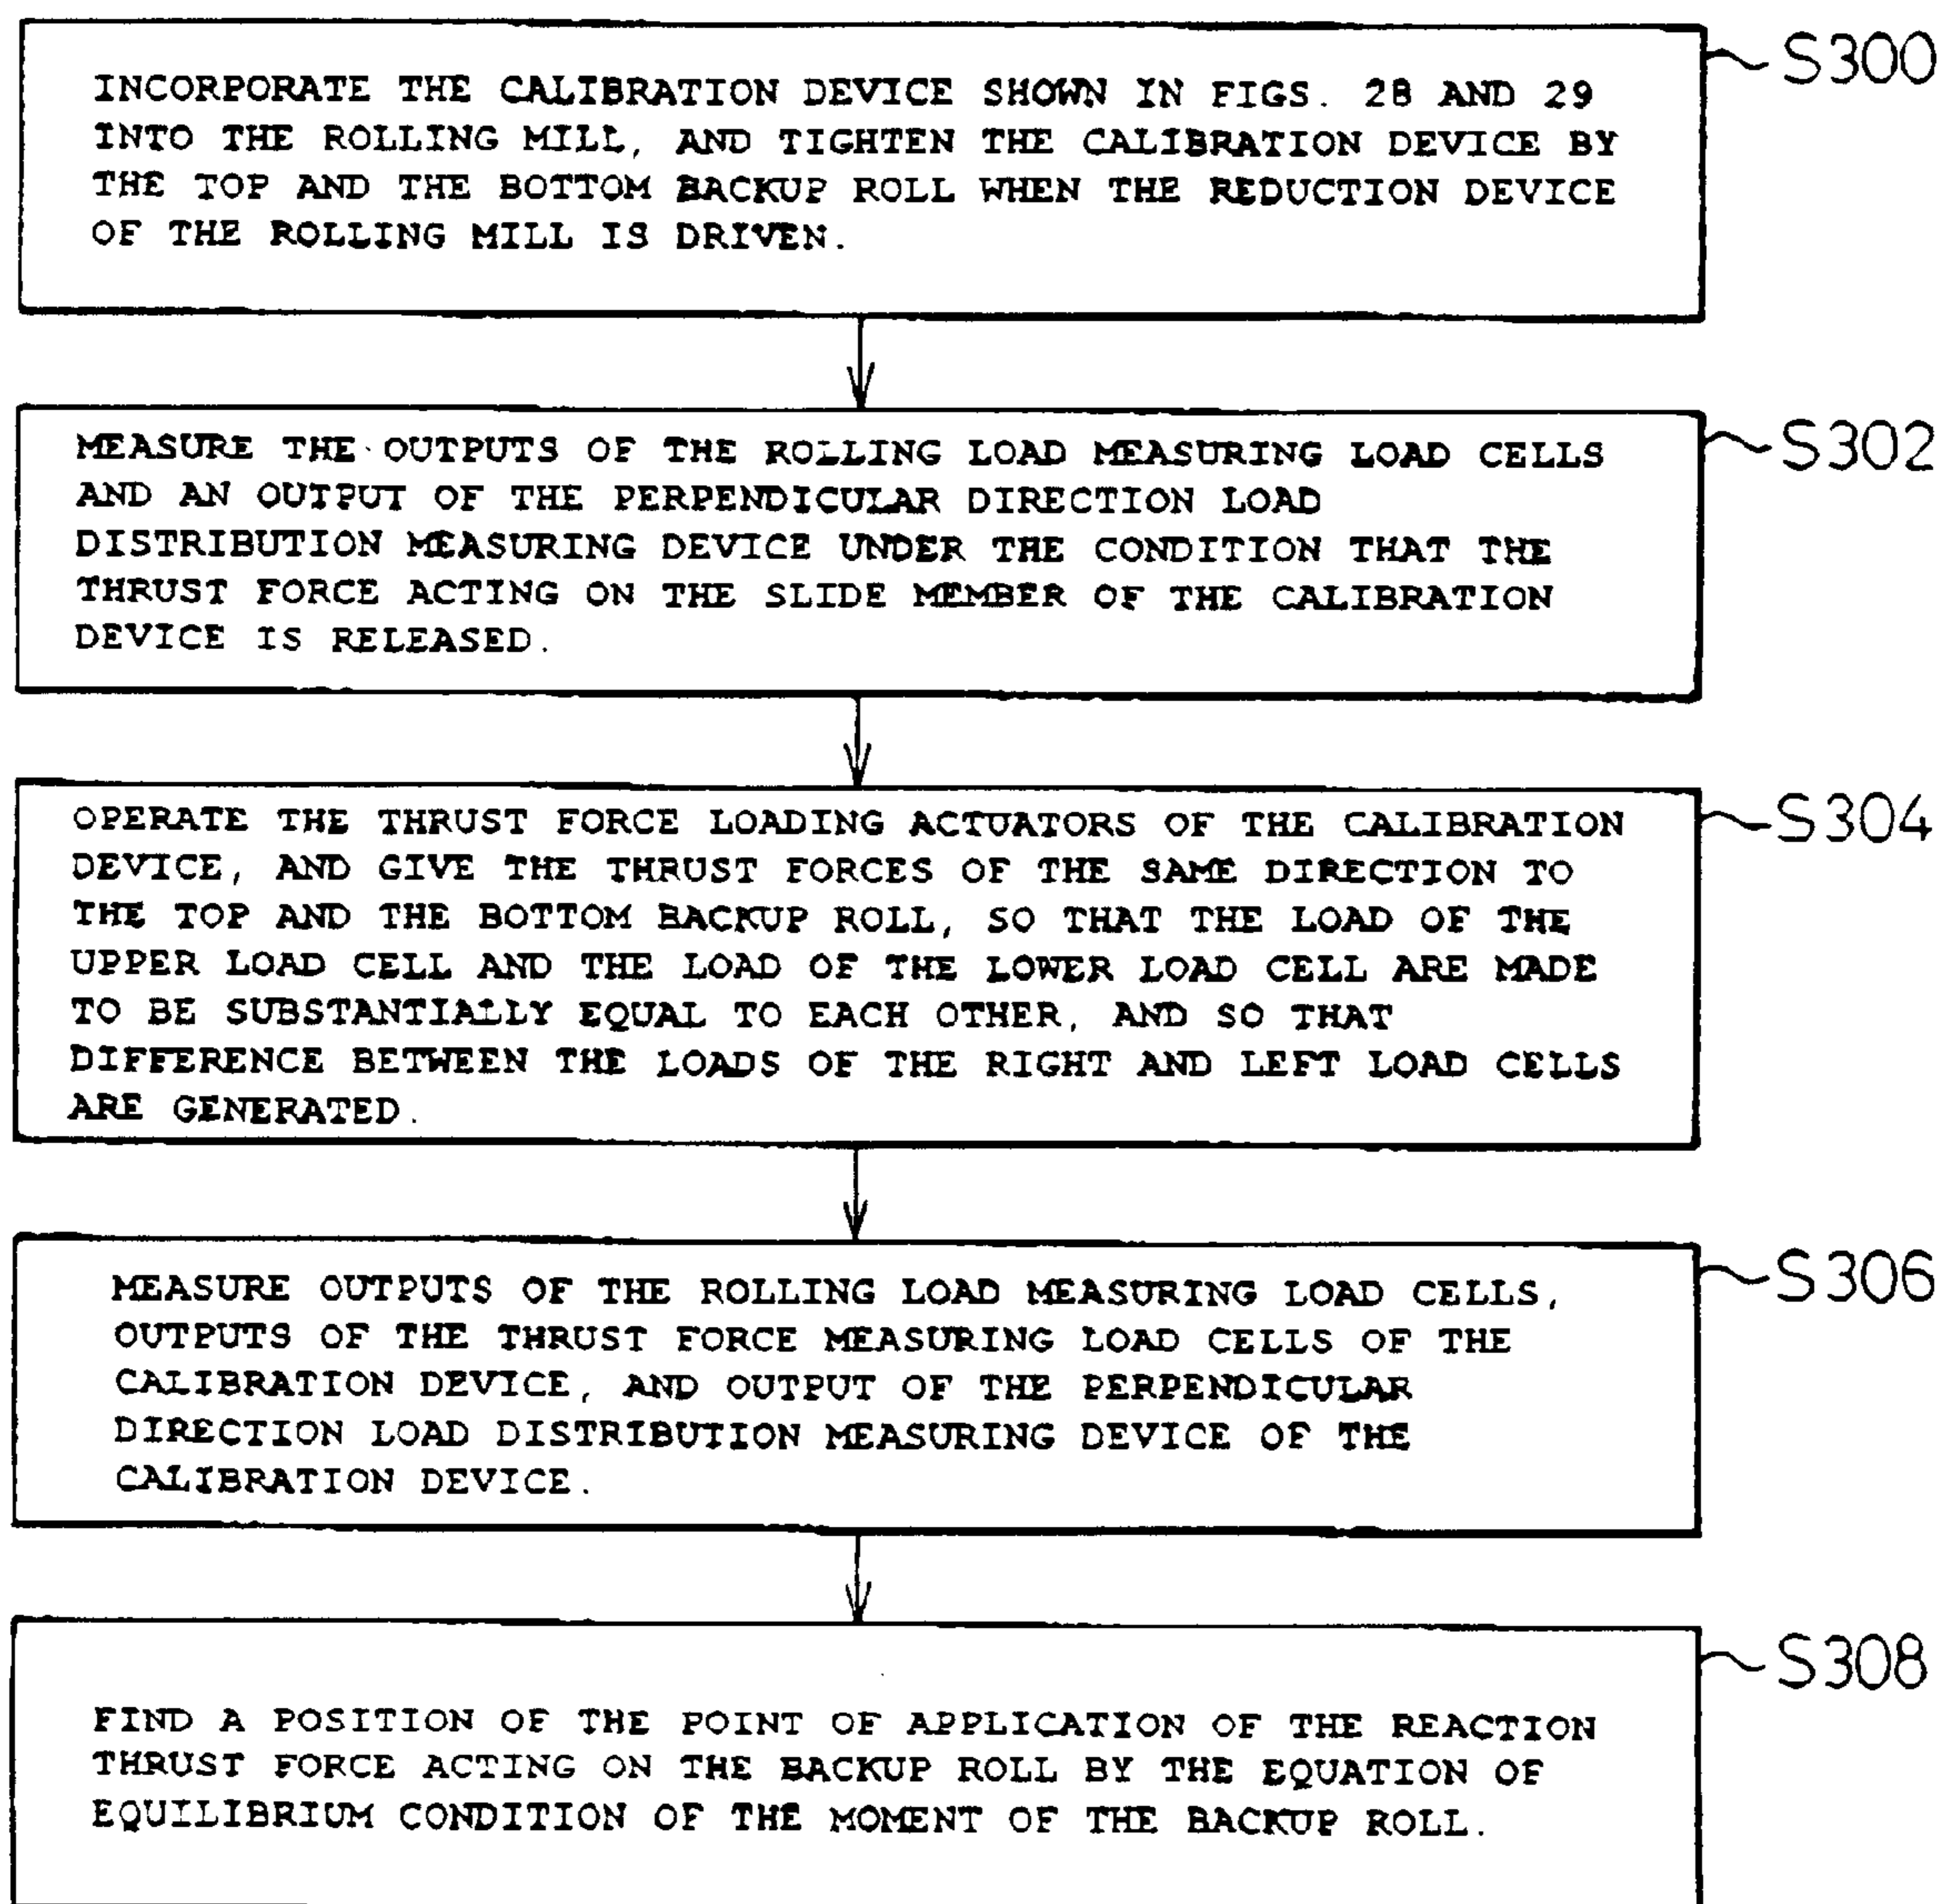 INCORPORATE THE CALIBRATION DEVICE SHOWN IN FIGS. 28 AND 29
INTO THE ROLLING MILL, AND TIGHTEN THE CALIBRATION DEVICE BY
THE TOP AND THE BOTTOM BACKUP ROLL WHEN THE REDUCTION DEVICE
OF THE ROLLING MILL IS DRIVEN.
S300
MEASURE THE OUTPUTS OF THE ROLLING LOAD MEASURING LOAD CELLS
AND AN OUTPUT OF THE PERPENDICULAR DIRECTION LOAD
DISTRIBUTION MEASURING DEVICE UNDER THE CONDITION THAT THE
THRUST FORCE ACTING ON THE SLIDE MEMBER OF THE CALIBRATION
DEVICE IS RELEASED.
S302
OPERATE THE THRUST FORCE LOADING ACTUATORS OF THE CALIBRATION
DEVICE, AND GIVE THE THRUST FORCES OF THE SAME DIRECTION TO
THE TOP AND THE BOTTOM BACKUP ROLL, SO THAT THE LOAD OF THE
UPPER LOAD CELL AND THE LOAD OF THE LOWER LOAD CELL ARE MADE
TO BE SUBSTANTIALLY EQUAL TO EACH OTHER, AND SO THAT
DIFFERENCE BETWEEN THE LOADS OF THE RIGHT AND LEFT LOAD CELLS
ARE GENERATED.
S304
MEASURE OUTPUTS OF THE ROLLING LOAD MEASURING LOAD CELLS,
OUTPUTS OF THE THRUST FORCE MEASURING LOAD CELLS OF THE
CALIBRATION DEVICE, AND OUTPUT OF THE PERPENDICULAR
DIRECTION LOAD DISTRIBUTION MEASURING DEVICE OF THE
CALIBRATION DEVICE.
S306
FIND A POSITION OF THE POINT OF APPLICATION OF THE REACTION
THRUST FORCE ACTING ON THE BACKUP ROLL BY THE EQUATION OF
EQUILIBRIUM CONDITION OF THE MOMENT OF THE BACKUP ROLL.
S308